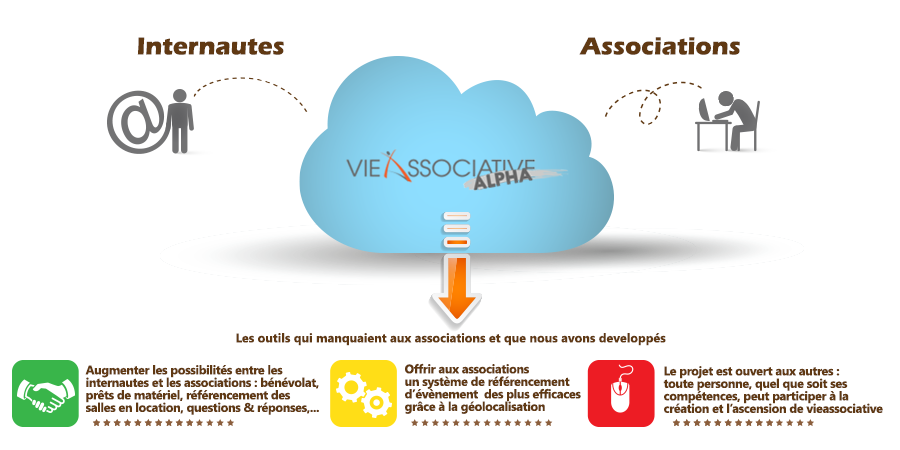 Internautes
Associations
@
VIE ASSOCIATIVE
ALPHA
Les outils qui manquaient aux associations et que nous avons developpés
Augmenter les possibilités entre les
internautes et les associations : bénévolat,
prêts de matériel, référencement des
salles en location, questions & réponses,...
Offrir aux associations
un système de référencement
d'évènement des plus efficaces
grâce à la géolocalisation
Le projet est ouvert aux autres :
toute personne, quel que soit ses
compétences, peut participer à la
création et l'ascension de vieassociative